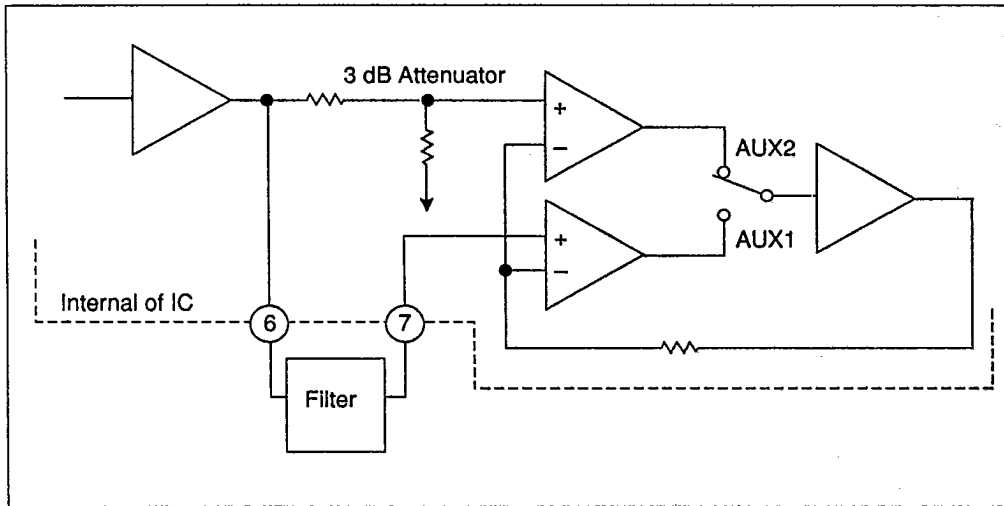 3 dB Attenuator
+
−
AUX2
+
−
AUX1
Internal of IC
6
7
Filter